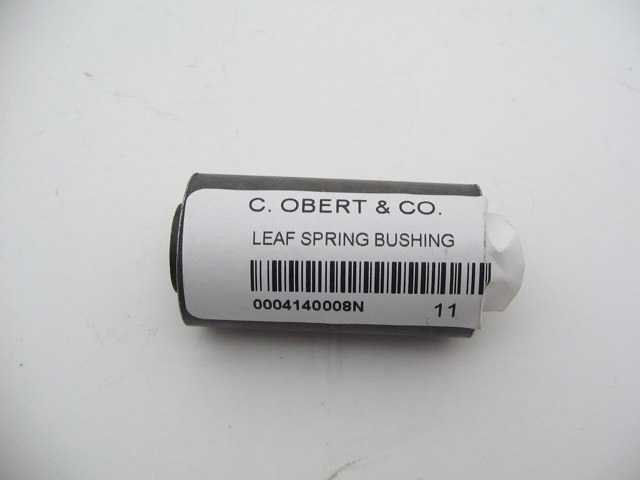 C. OBERT & CO.
LEAF SPRING BUSHING
0004140008N 11